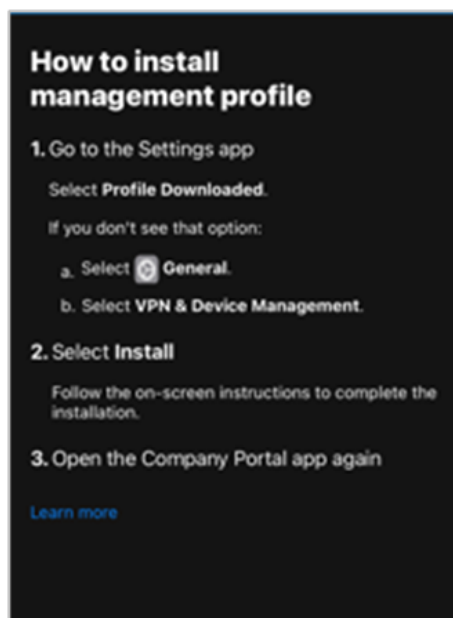 How to install
management profile
1. Go to the Settings app
Select Profile Downloaded.
If you don't see that option:
a. Select General.
b. Select VPN & Device Management.
2. Select Install
Follow the on-screen instructions to complete the
installation.
3. Open the Company Portal app again
Learn more